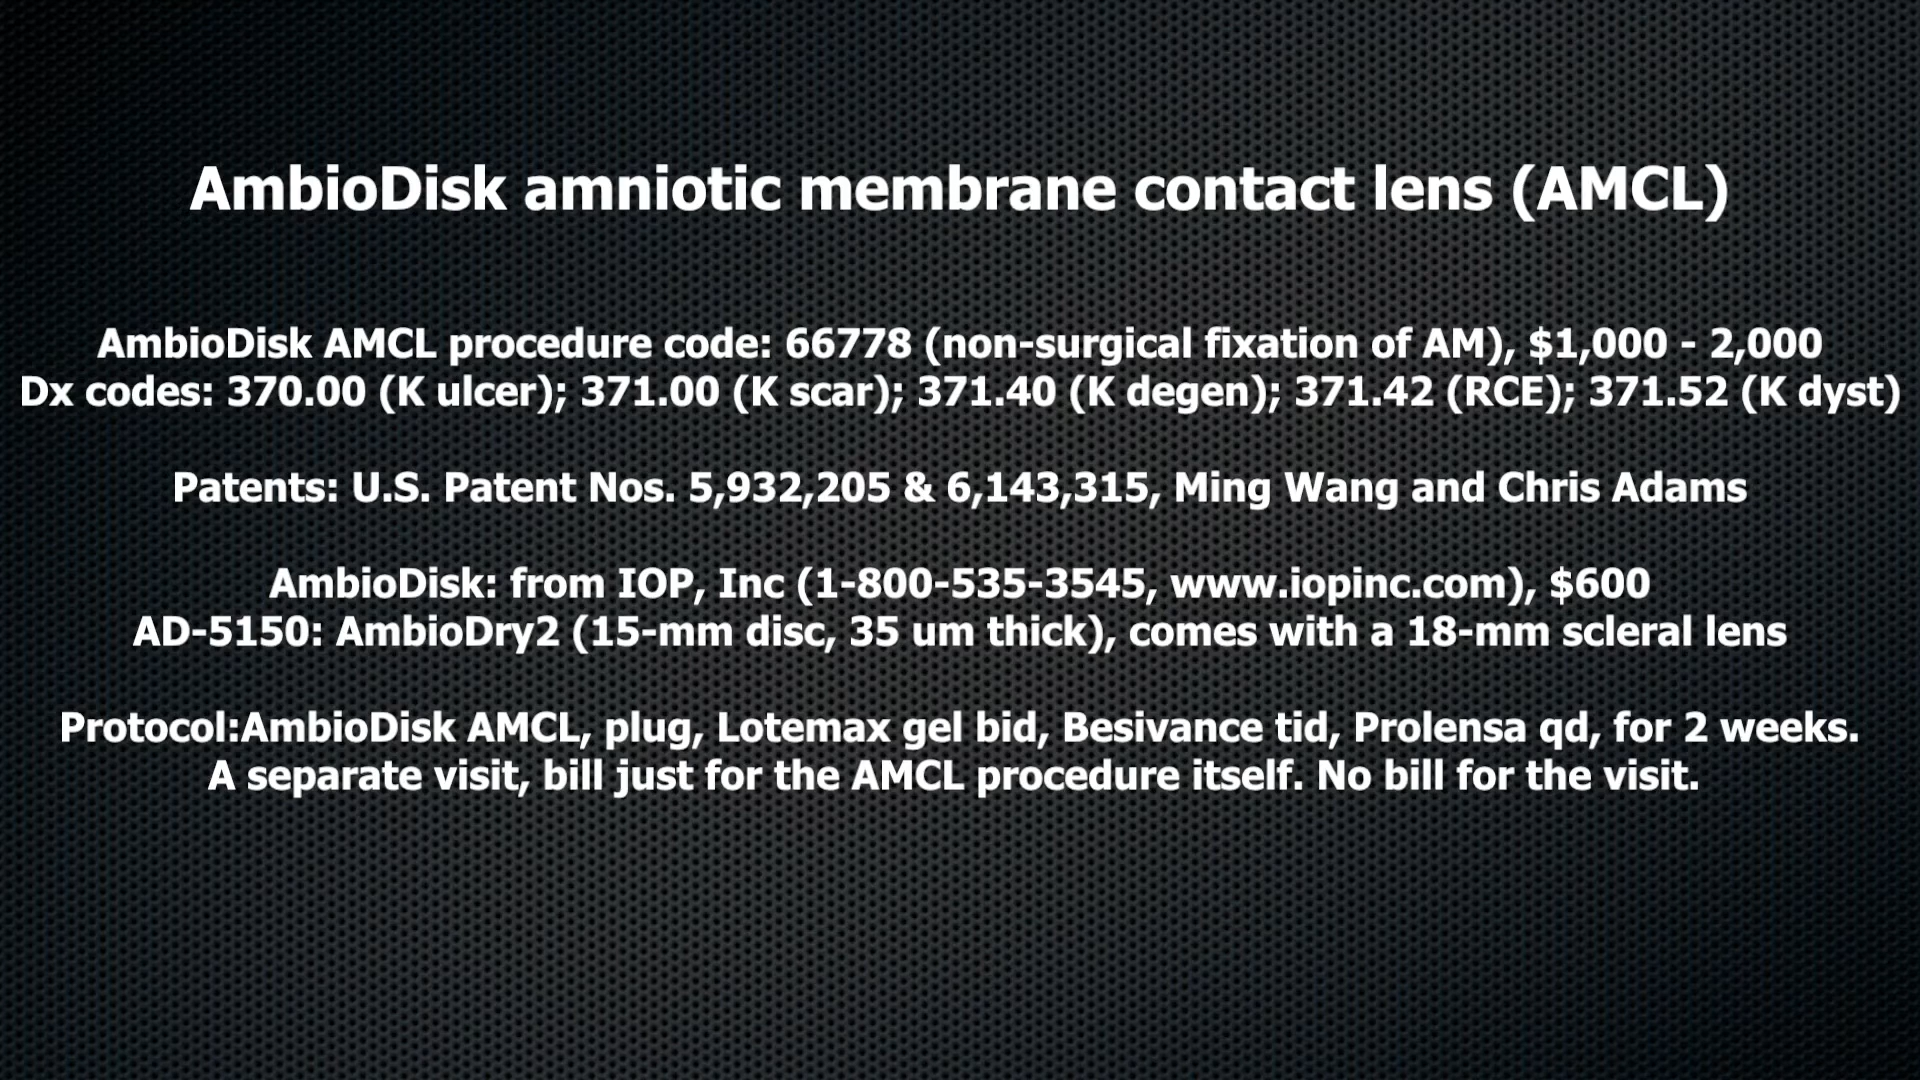 AmbioDisk amniotic membrane contact lens (AMCL)
AmbioDisk AMCL procedure code: 66778 (non-surgical fixation of AM), $1,000 - 2,000
Dx codes: 370.00 (K ulcer); 371.00 (K scar); 371.40 (K degen); 371.42 (RCE); 371.52 (K dyst)
Patents: U.S. Patent Nos. 5,932,205 & 6,143,315, Ming Wang and Chris Adams
AmbioDisk: from IOP, Inc (1-800-535-3545, www.iopinc.com), $600
AD-5150: AmbioDry2 (15-mm disc, 35 um thick), comes with a 18-mm scleral lens
Protocol:AmbioDisk AMCL, plug, Lotemax gel bid, Besivance tid, Prolensa qd, for 2 weeks.
A separate visit, bill just for the AMCL procedure itself. No bill for the visit.